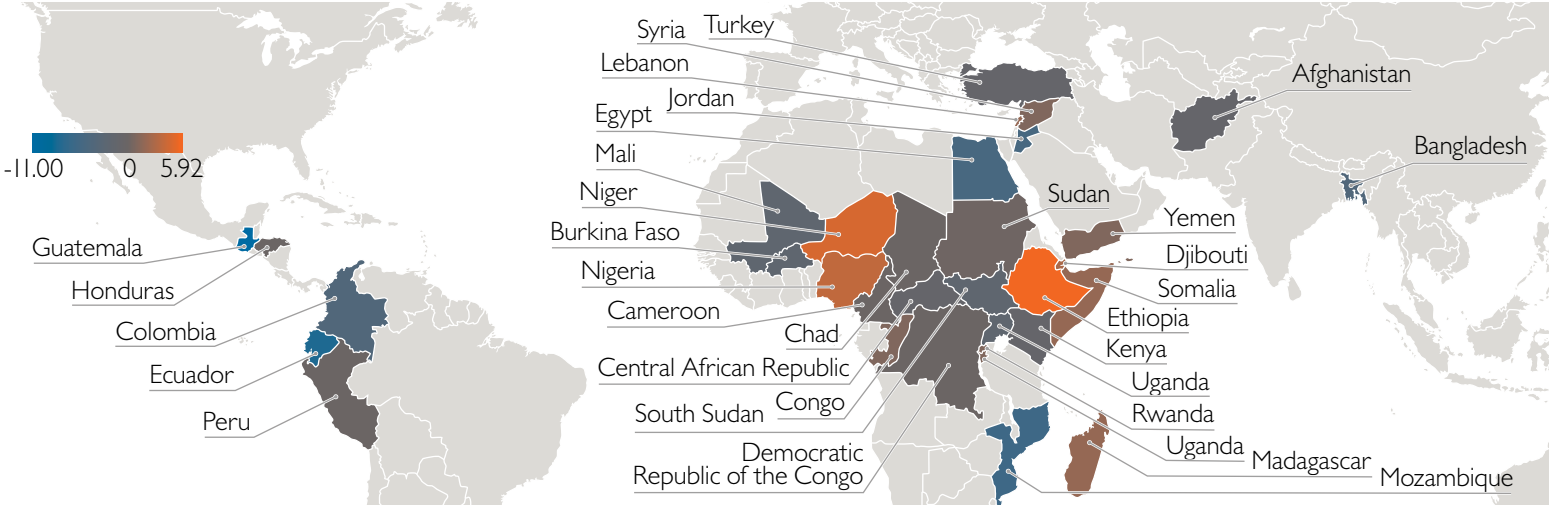 Syria
Turkey
Lebanon
Jordan
Egypt
Mali
Niger
Burkina Faso
Nigeria
Cameroon
Chad
Central African Republic
South Sudan
Congo
Democratic
Republic of the Congo
Afghanistan
Bangladesh
Sudan
Yemen
Djibouti
Somalia
Ethiopia
Kenya
Uganda
Rwanda
Uganda
Madagascar
Mozambique
-11.00 0 5.92
Guatemala
Honduras
Colombia
Ecuador
Peru